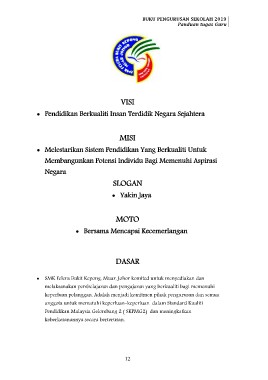 BUKU PENGURUSAN SEKOLAH 2019
Panduan tugas Guru
VISI
• Pendidikan Berkualiti Insan Terdidik Negara Sejahtera
MISI
• Melestarikan Sistem Pendidikan Yang Berkualiti Untuk
Membangunkan Potensi Individu Bagi Memenuhi Aspirasi
Negara
SLOGAN
• Yakin Jaya
MOTO
• Bersama Mencapai Kecemerlangan
DASAR
• SMK Felcra Bukit Kepong, Muar, Johor komited untuk menyediakan dan
melaksanakan pembelajaran dan pengajaran yang berkualiti bagi memenuhi
keperluan pelanggan. Adalah menjadi komitmen pihak pengurusan dan semua
anggota untuk mematuhi keperluan-keperluan dalam Standard Kualiti
Pendidikan Malaysia Gelombang 2 ( SKPMG2) dan meningkatkan
keberkesanannya secara berterusan.
12